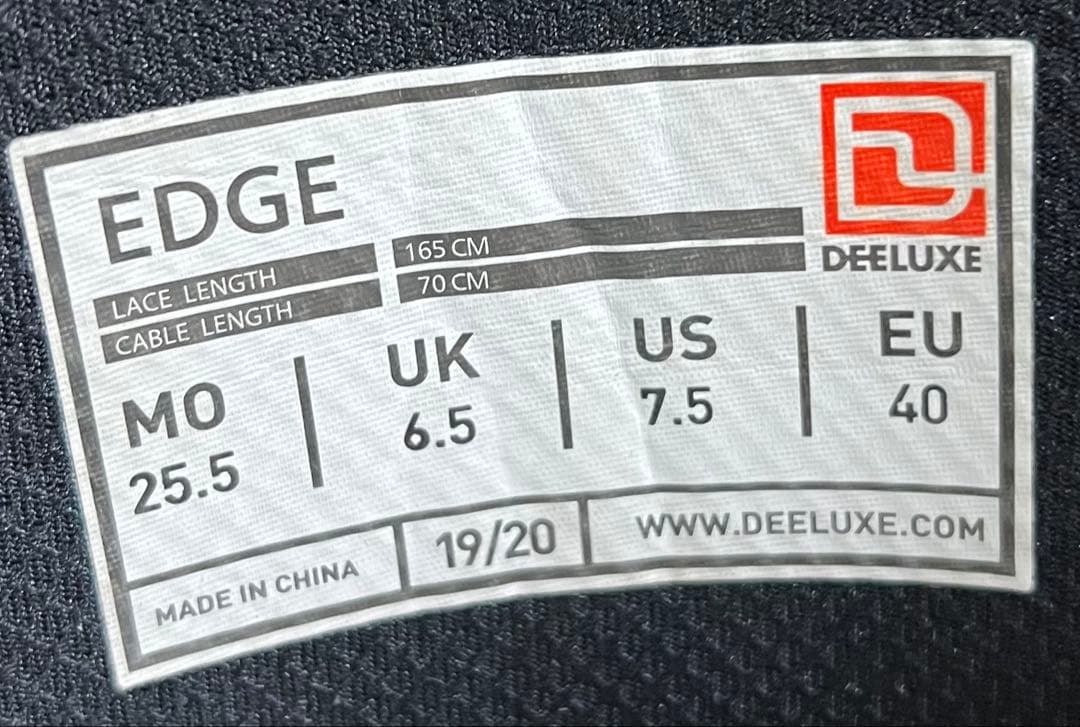 EDGE
DEELUXE
LACE LENGTH 165 CM
CABLE LENGTH 70 CM
MO UK US EU
25.5 6.5 7.5 40
MADE IN CHINA 19/20 WWW.DEELUXE.COM